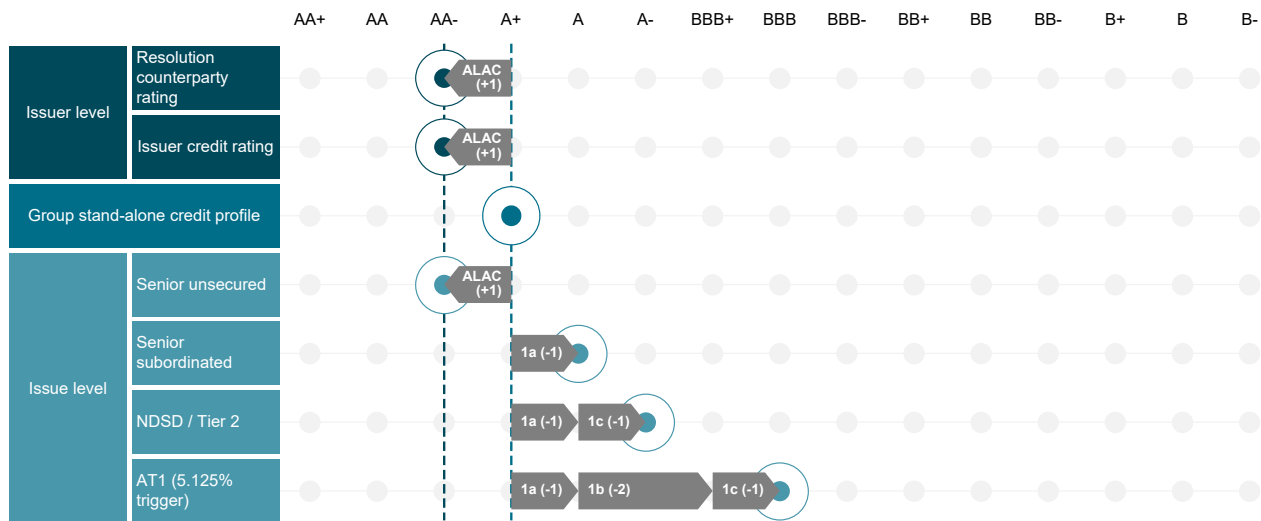 AA+ AA AA- A+ A A- BBB+ BBB BBB- BB+ BB BB- B+ B B-
Issuer level
Resolution
counterparty
rating
ALAC
(+1)
Issuer credit rating
ALAC
(+1)
Group stand-alone credit profile
Issue level
Senior unsecured
ALAC
(+1)
Senior
subordinated
1a (-1)
NDSD / Tier 2
1a (-1) 1c (-1)
AT1 (5.125%
trigger)
1a (-1) 1b (-2) 1c (-1)